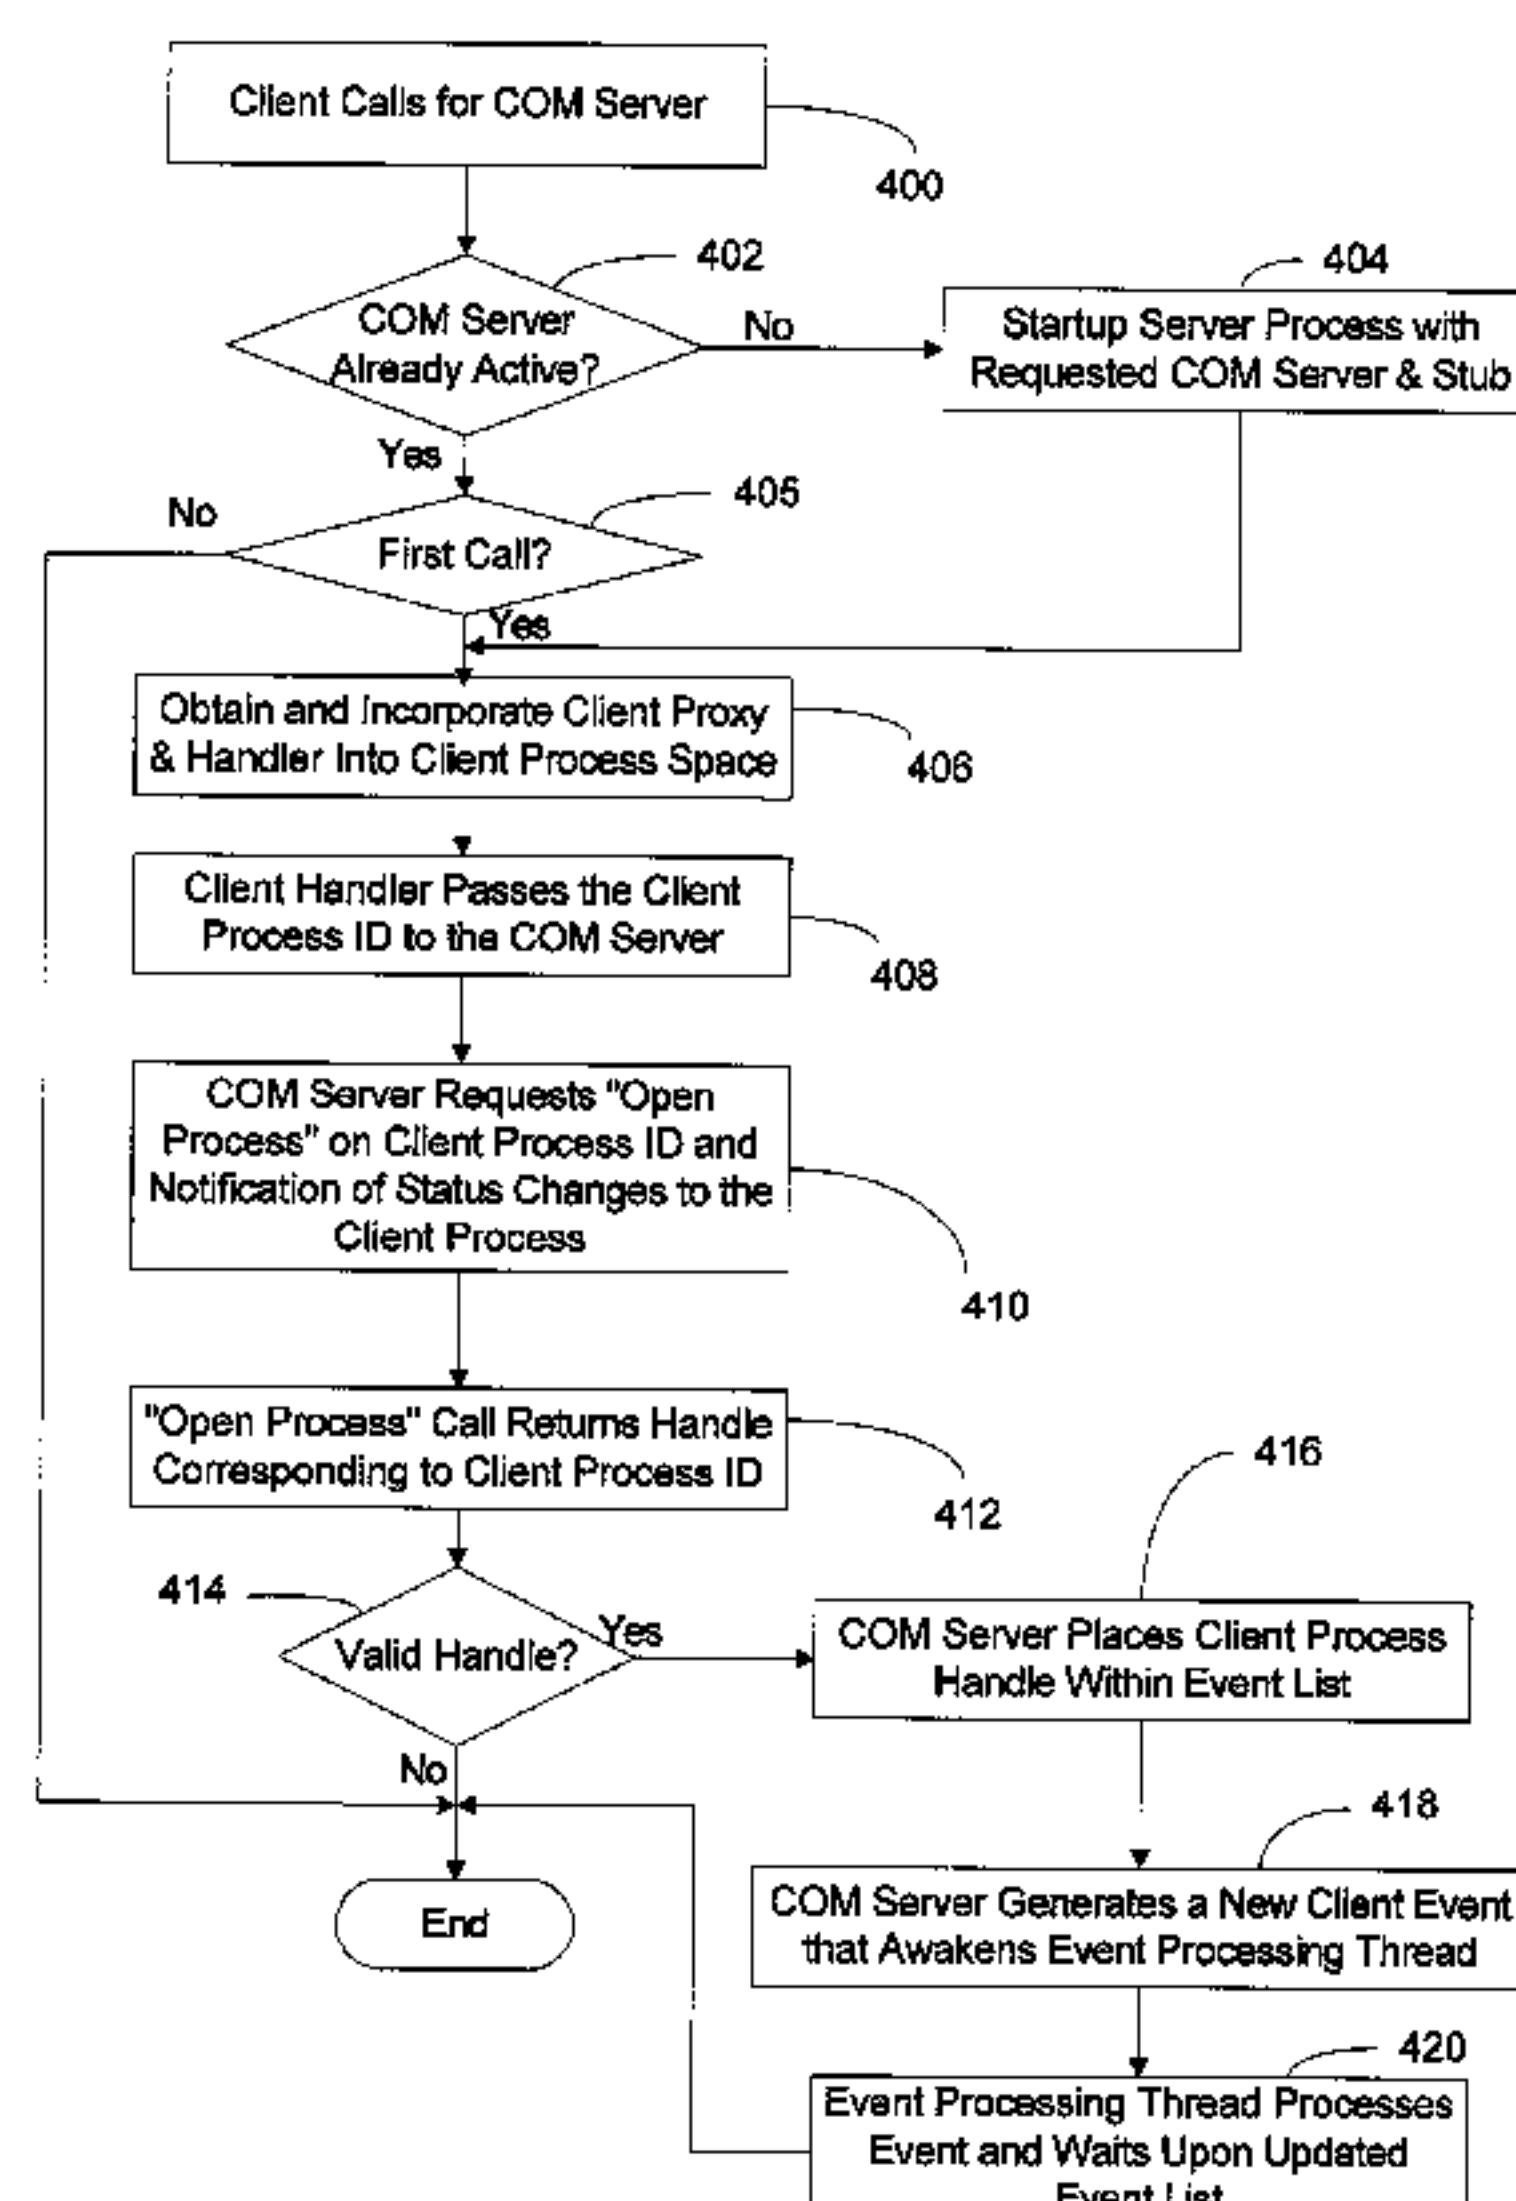 Client Calls for COM Server
400
402
COM Server
Already Active?
No
404
Startup Server Process with
Requested COM Server & Stub
Yes
405
No
First Call?
Yes
Obtain and Incorporate Client Proxy
& Handler Into Client Process Space
406
Client Handler Passes the Client
Process ID to the COM Server
408
COM Server Requests "Open
Process" on Client Process ID and
Notification of Status Changes to the
Client Process
410
"Open Process" Call Returns Handle
Corresponding to Client Process ID
412
414
Valid Handle?
Yes
416
COM Server Places Client Process
Handle Within Event List
No
418
COM Server Generates a New Client Event
that Awakens Event Processing Thread
End
420
Event Processing Thread Processes
Event and Waits Upon Updated
Event List